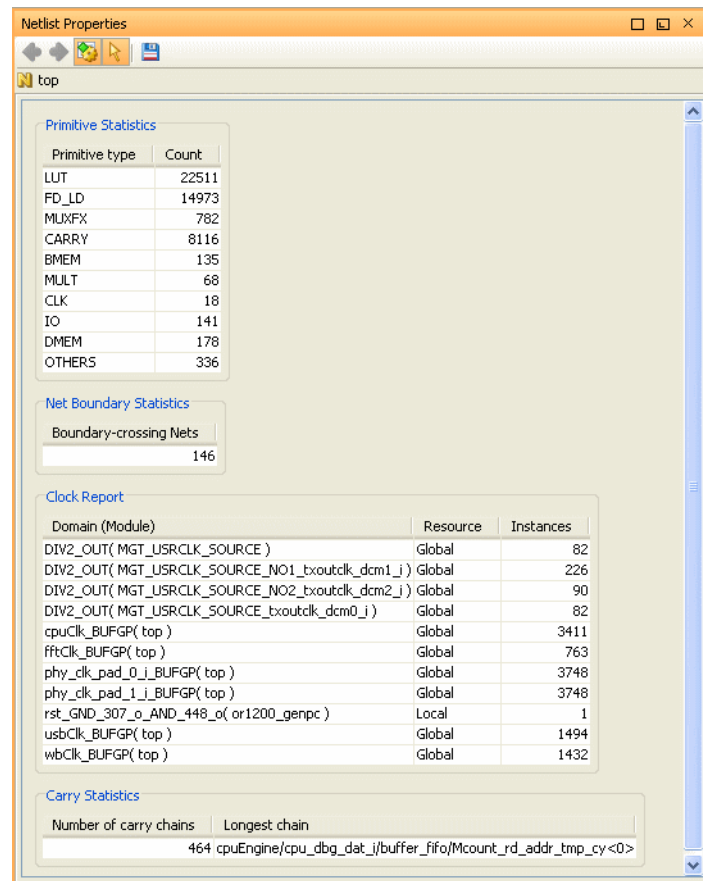 Netlist Properties
top
Primitive Statistics
Primitive type Count
LUT 22511
FD_LD 14973
MUXFX 782
CARRY 8116
BMEM 135
MULT 68
CLK 18
IO 141
DMEM 178
OTHERS 336
Net Boundary Statistics
Boundary-crossing Nets
146
Clock Report
Domain (Module) Resource Instances
DIV2_OUT( MGT_USRCLK_SOURCE ) Global 82
DIV2_OUT( MGT_USRCLK_SOURCE_NO1_txoutclk_dcm1_i ) Global 226
DIV2_OUT( MGT_USRCLK_SOURCE_NO2_txoutclk_dcm2_i ) Global 90
DIV2_OUT( MGT_USRCLK_SOURCE_txoutclk_dcm0_i ) Global 82
cpuClk_BUFGP( top ) Global 3411
fftClk_BUFGP( top ) Global 763
phy_clk_pad_0_i_BUFGP( top ) Global 3748
phy_clk_pad_1_i_BUFGP( top ) Global 3748
rst_GND_307_o_AND_448_o( or1200_genpc ) Local 1
usbClk_BUFGP( top ) Global 1494
wbClk_BUFGP( top ) Global 1432
Carry Statistics
Number of carry chains Longest chain
464 cpuEngine/cpu_dbg_dat_i/buffer_fifo/Mcount_rd_addr_tmp_cy<0>